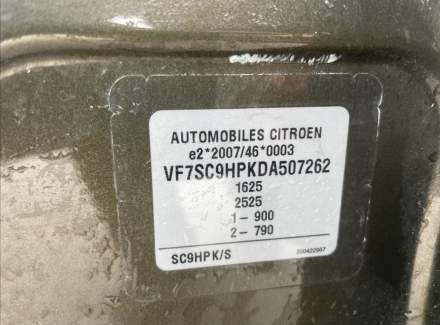 AUTOMOBILES CITROEN
e2*2007/46*0003
VF7SC9HPKDA507262
1625
2525
1- 900
2- 790
SC9HPK/S